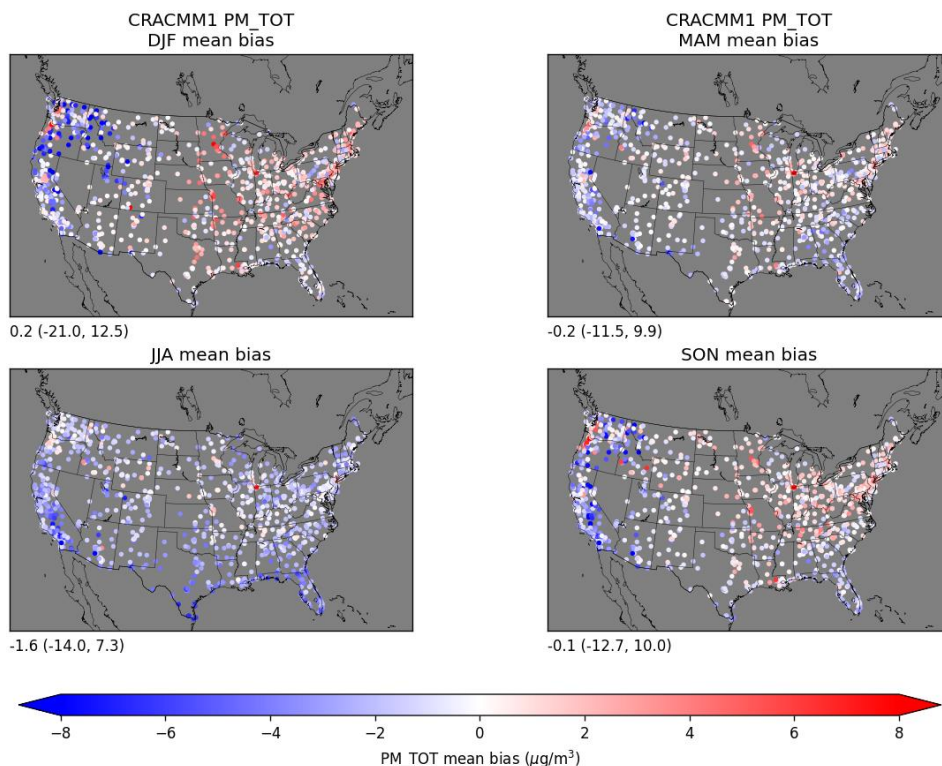 CRACMM1 PM_TOT
DJF mean bias
CRACMM1 PM_TOT
MAM mean bias
0.2 (-21.0, 12.5)
-0.2 (-11.5, 9.9)
JJA mean bias
SON mean bias
-1.6 (-14.0, 7.3)
-0.1 (-12.7, 10.0)
−8 −6 −4 −2 0 2 4 6 8
PM_TOT mean bias (μg/m³)